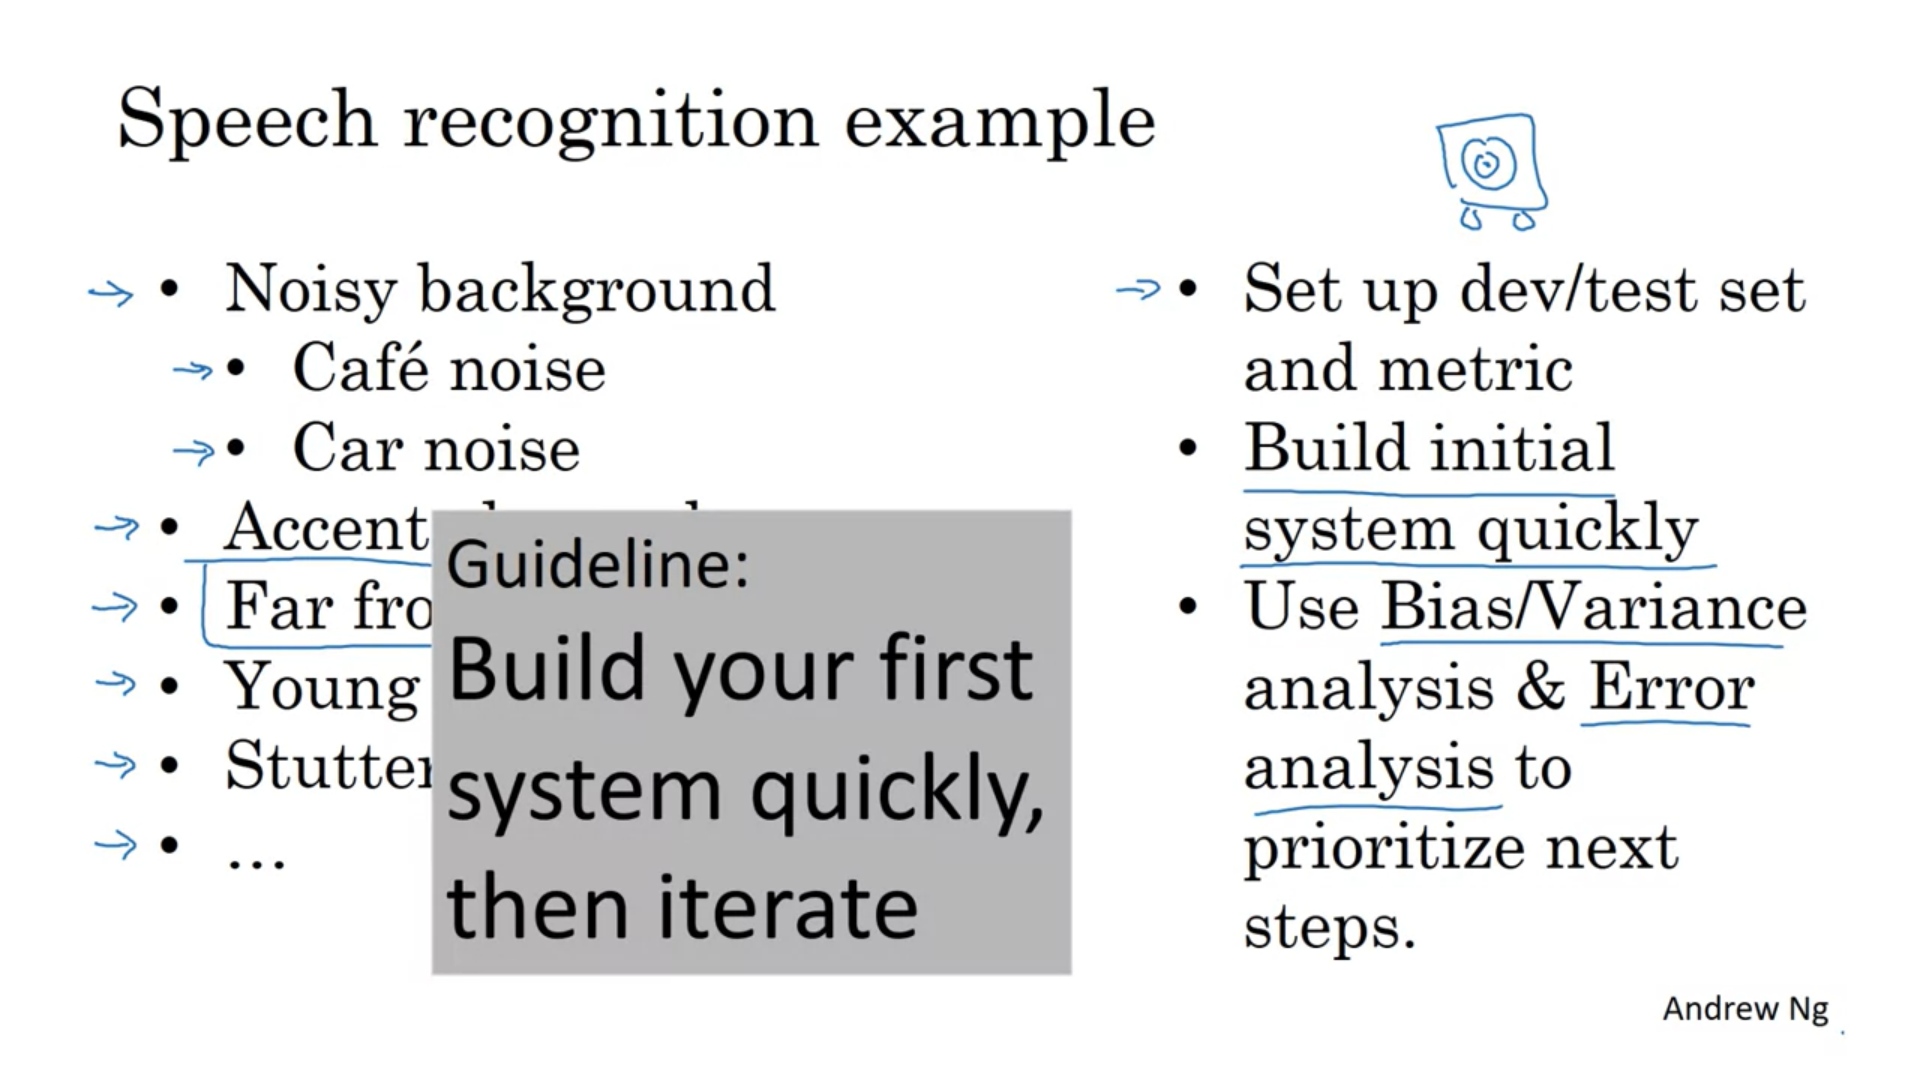 Speech recognition example
• Noisy background
• Café noise
• Car noise
• Accent
• Far
• Young
•
• ...
Guideline:
Build your first
system quickly,
then iterate
• Set up dev/test set
and metric
• Build initial
system quickly
• Use Bias/Variance
analysis & Error
analysis to
prioritize next
steps.
Andrew Ng